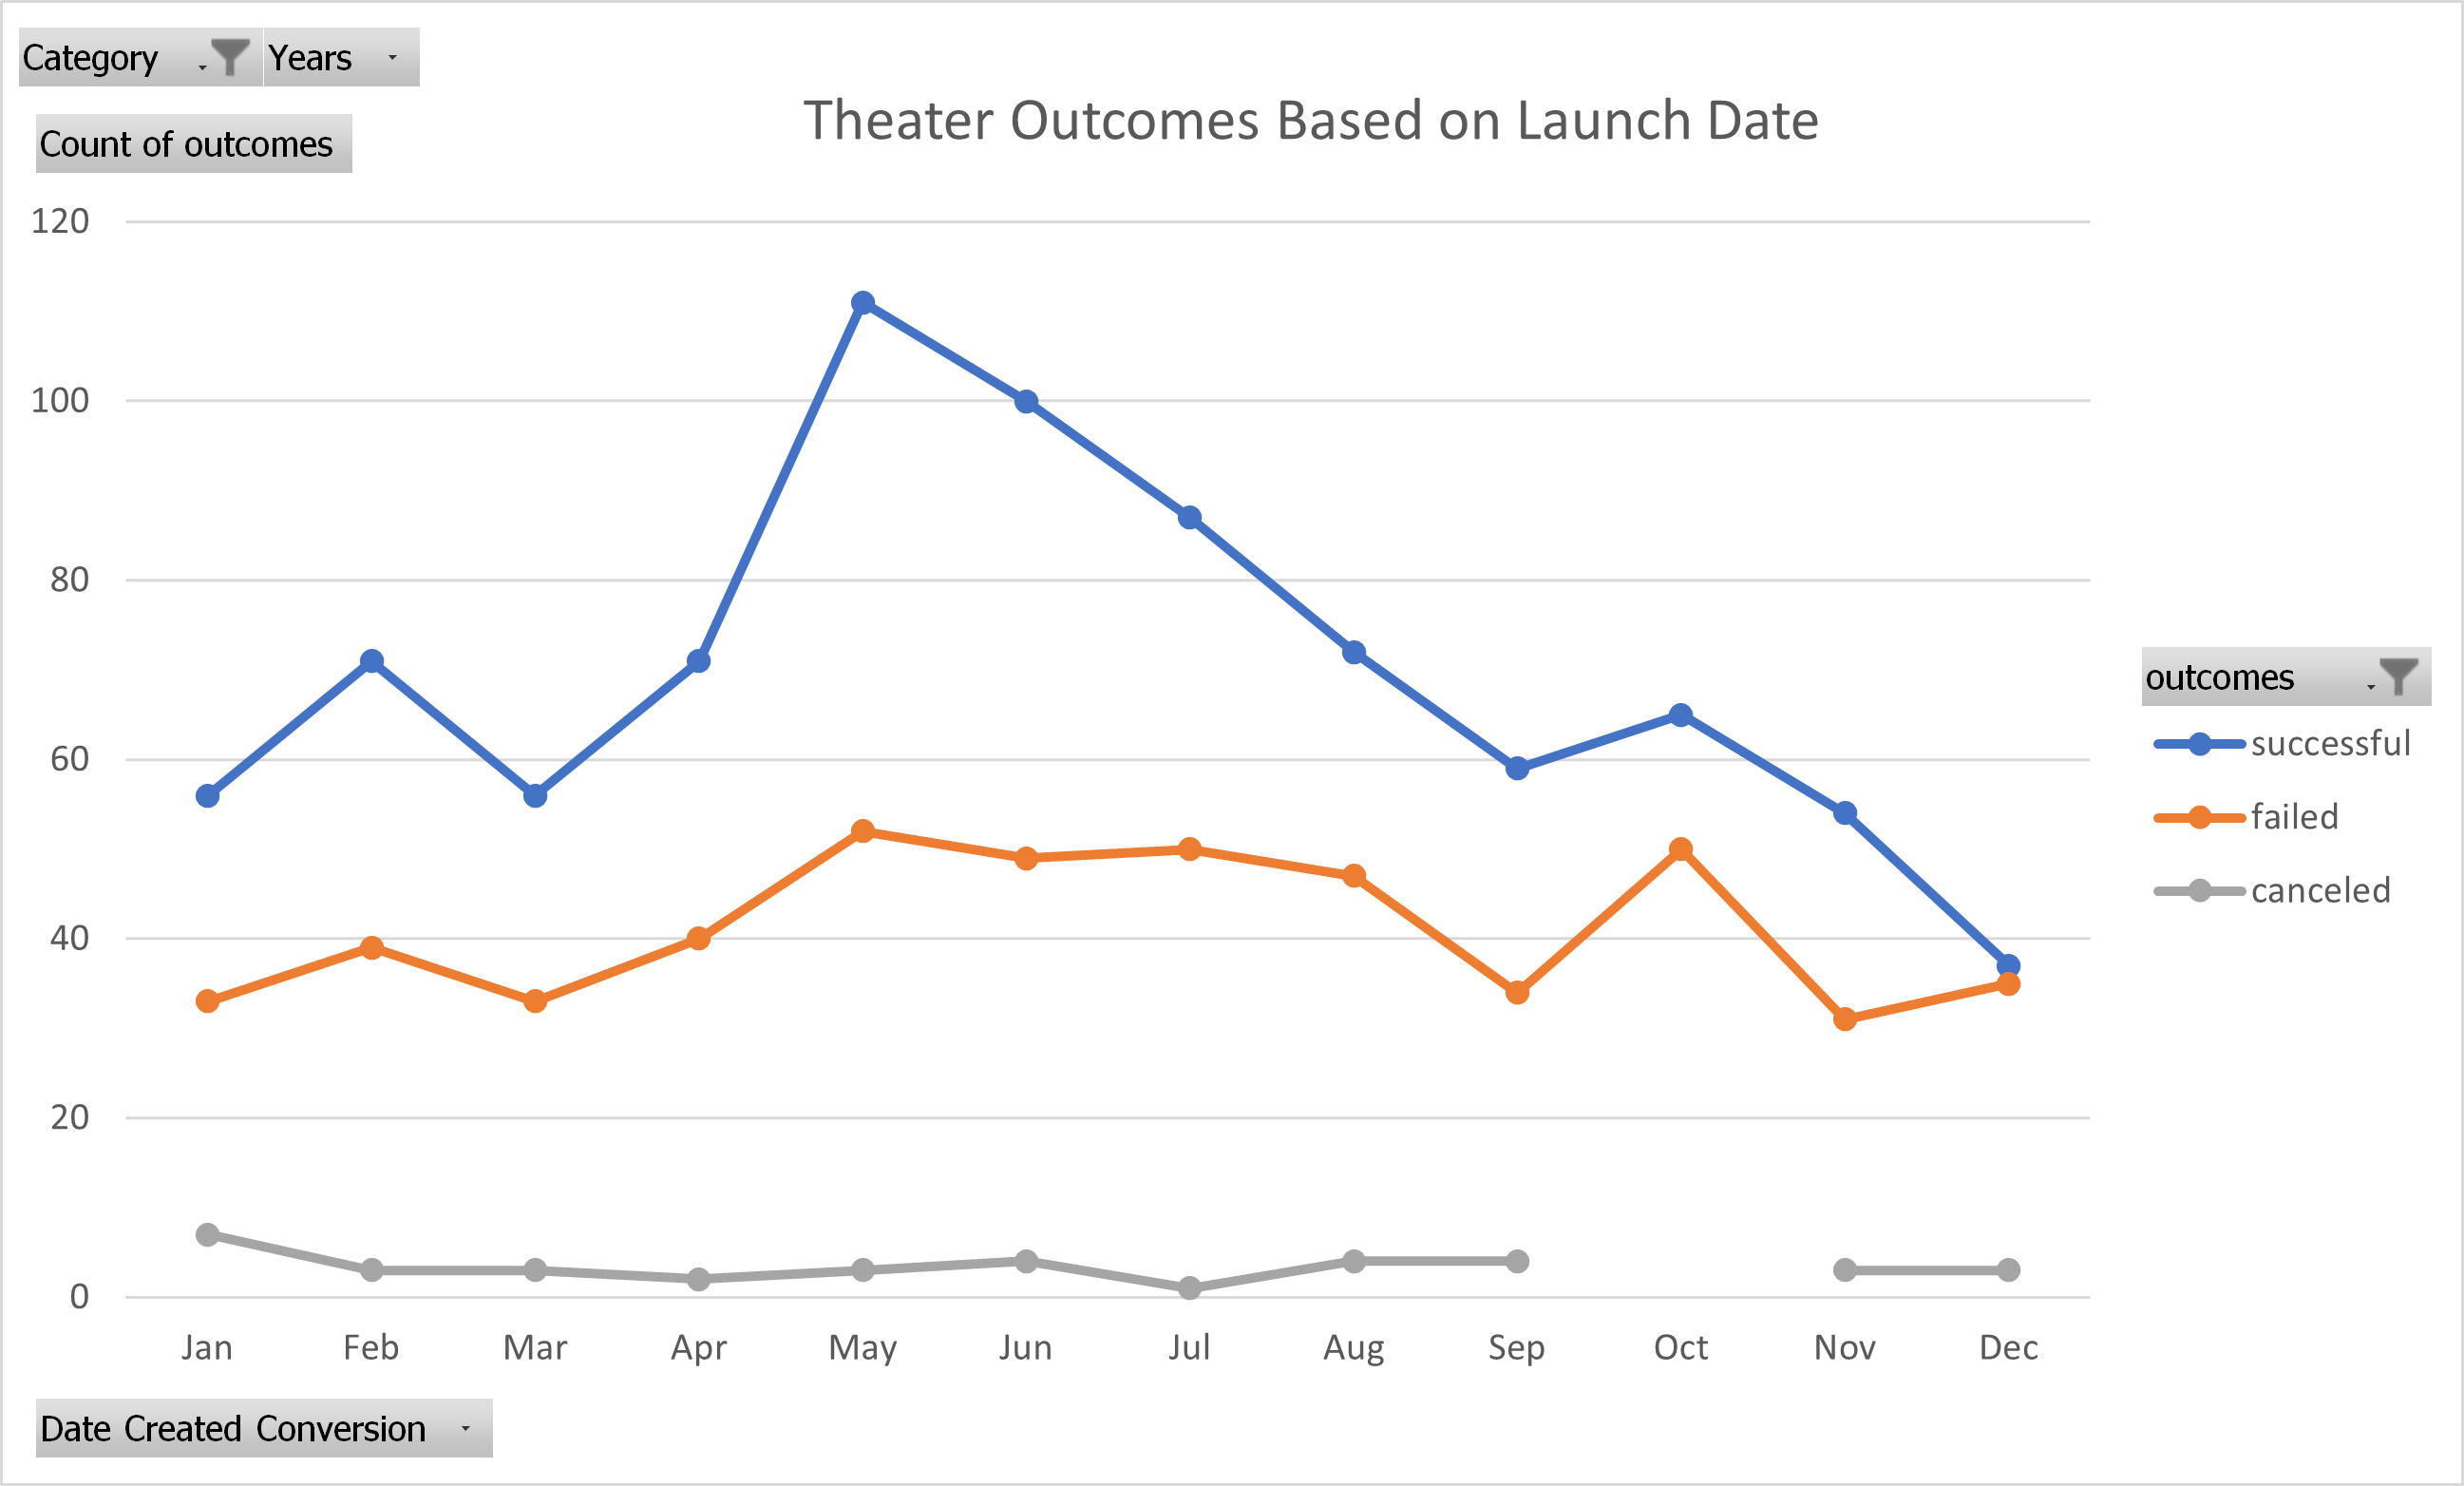 Category Years
Count of outcomes
Theater Outcomes Based on Launch Date
120
100
80
60
40
20
0
Jan Feb Mar Apr May Jun Jul Aug Sep Oct Nov Dec
outcomes
successful
failed
canceled
Date Created Conversion